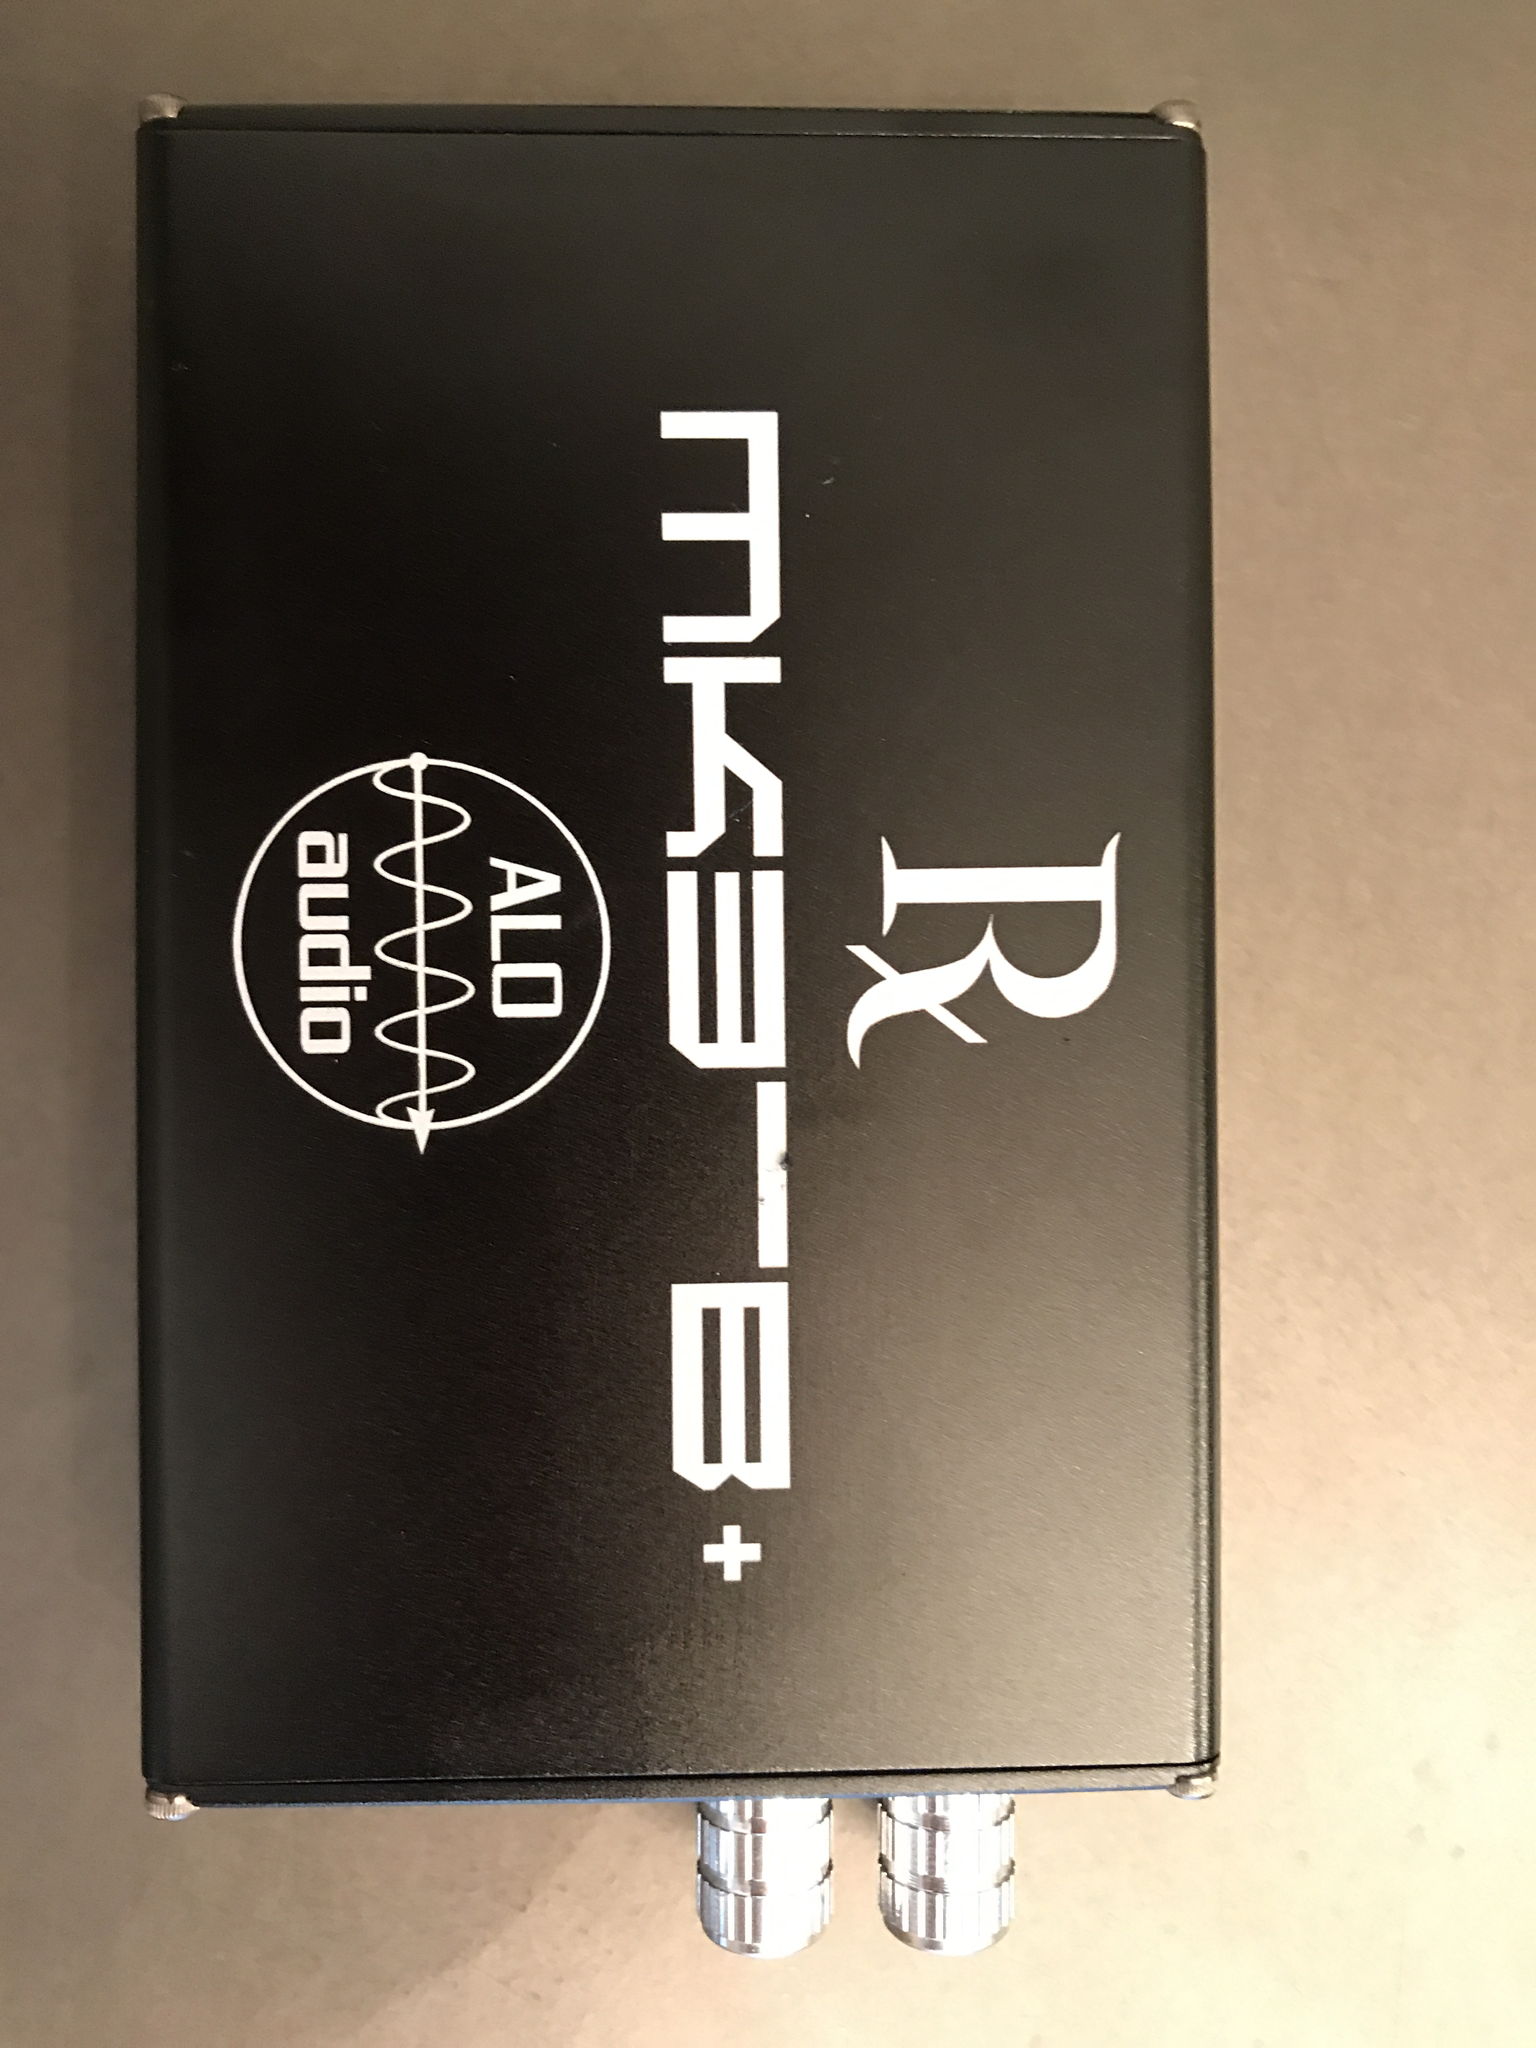 Rx
mK3-B+
ALO
audio